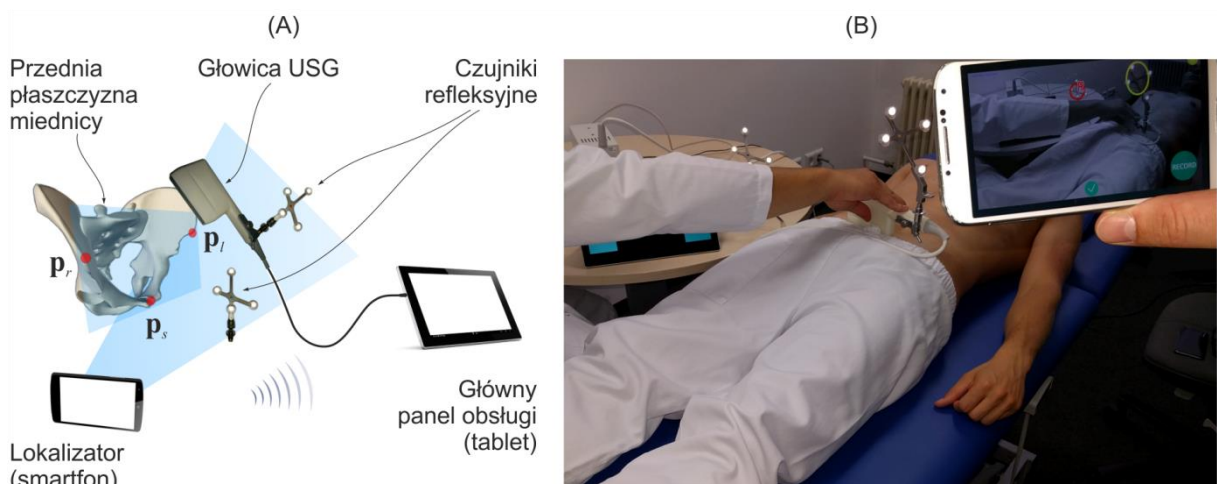 (A)
(B)
Przednia
płaszczyzna
miednicy
Głowica USG
Czujniki
refleksyjne
p_l
p_r
p_s
Główny
panel obsługi
(tablet)
Lokalizator
(smartfon)
RECORD